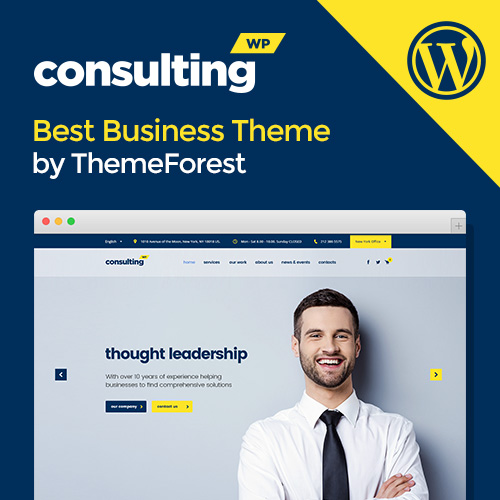 WP
consulting
Best Business Theme
by ThemeForest
English
1010 Avenue of the Moon, New York, NY 10018 US.
Mon - Sat 8.00 - 18.00. Sunday CLOSED
212 386 5575
New York Office
consulting WP
home services our work about us news & events contacts
thought leadership
With over 10 years of experience helping
businesses to find comprehensive solutions
our company
contact us